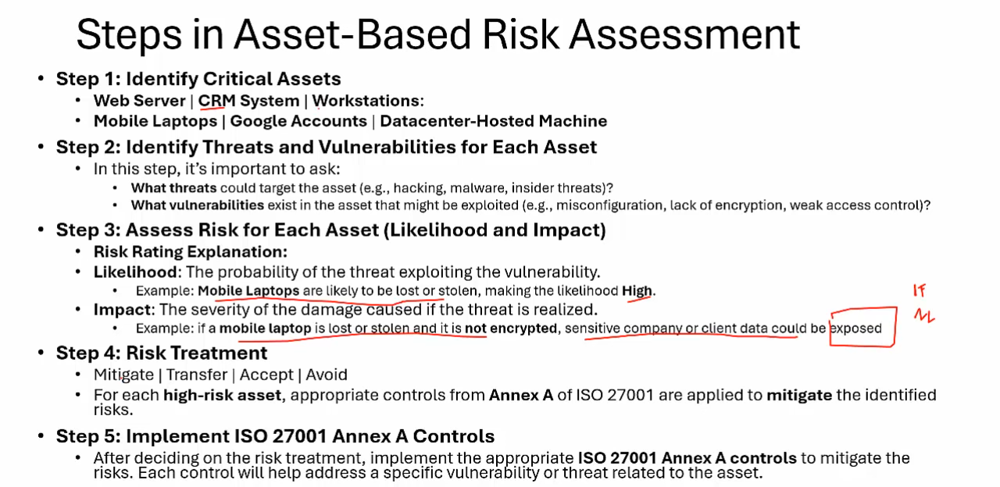 Steps in Asset-Based Risk Assessment
• Step 1: Identify Critical Assets
• Web Server | CRM System | Workstations:
• Mobile Laptops | Google Accounts | Datacenter-Hosted Machine
• Step 2: Identify Threats and Vulnerabilities for Each Asset
• In this step, it's important to ask:
• What threats could target the asset (e.g., hacking, malware, insider threats)?
• What vulnerabilities exist in the asset that might be exploited (e.g., misconfiguration, lack of encryption, weak access control)?
• Step 3: Assess Risk for Each Asset (Likelihood and Impact)
• Risk Rating Explanation:
• Likelihood: The probability of the threat exploiting the vulnerability.
• Example: Mobile Laptops are likely to be lost or stolen, making the likelihood High.
IF
• Impact: The severity of the damage caused if the threat is realized.
• Example: if a mobile laptop is lost or stolen and it is not encrypted, sensitive company or client data could be exposed
• Step 4: Risk Treatment
• Mitigate | Transfer | Accept | Avoid
• For each high-risk asset, appropriate controls from Annex A of ISO 27001 are applied to mitigate the identified
risks.
• Step 5: Implement ISO 27001 Annex A Controls
• After deciding on the risk treatment, implement the appropriate ISO 27001 Annex A controls to mitigate the
risks. Each control will help address a specific vulnerability or threat related to the asset.